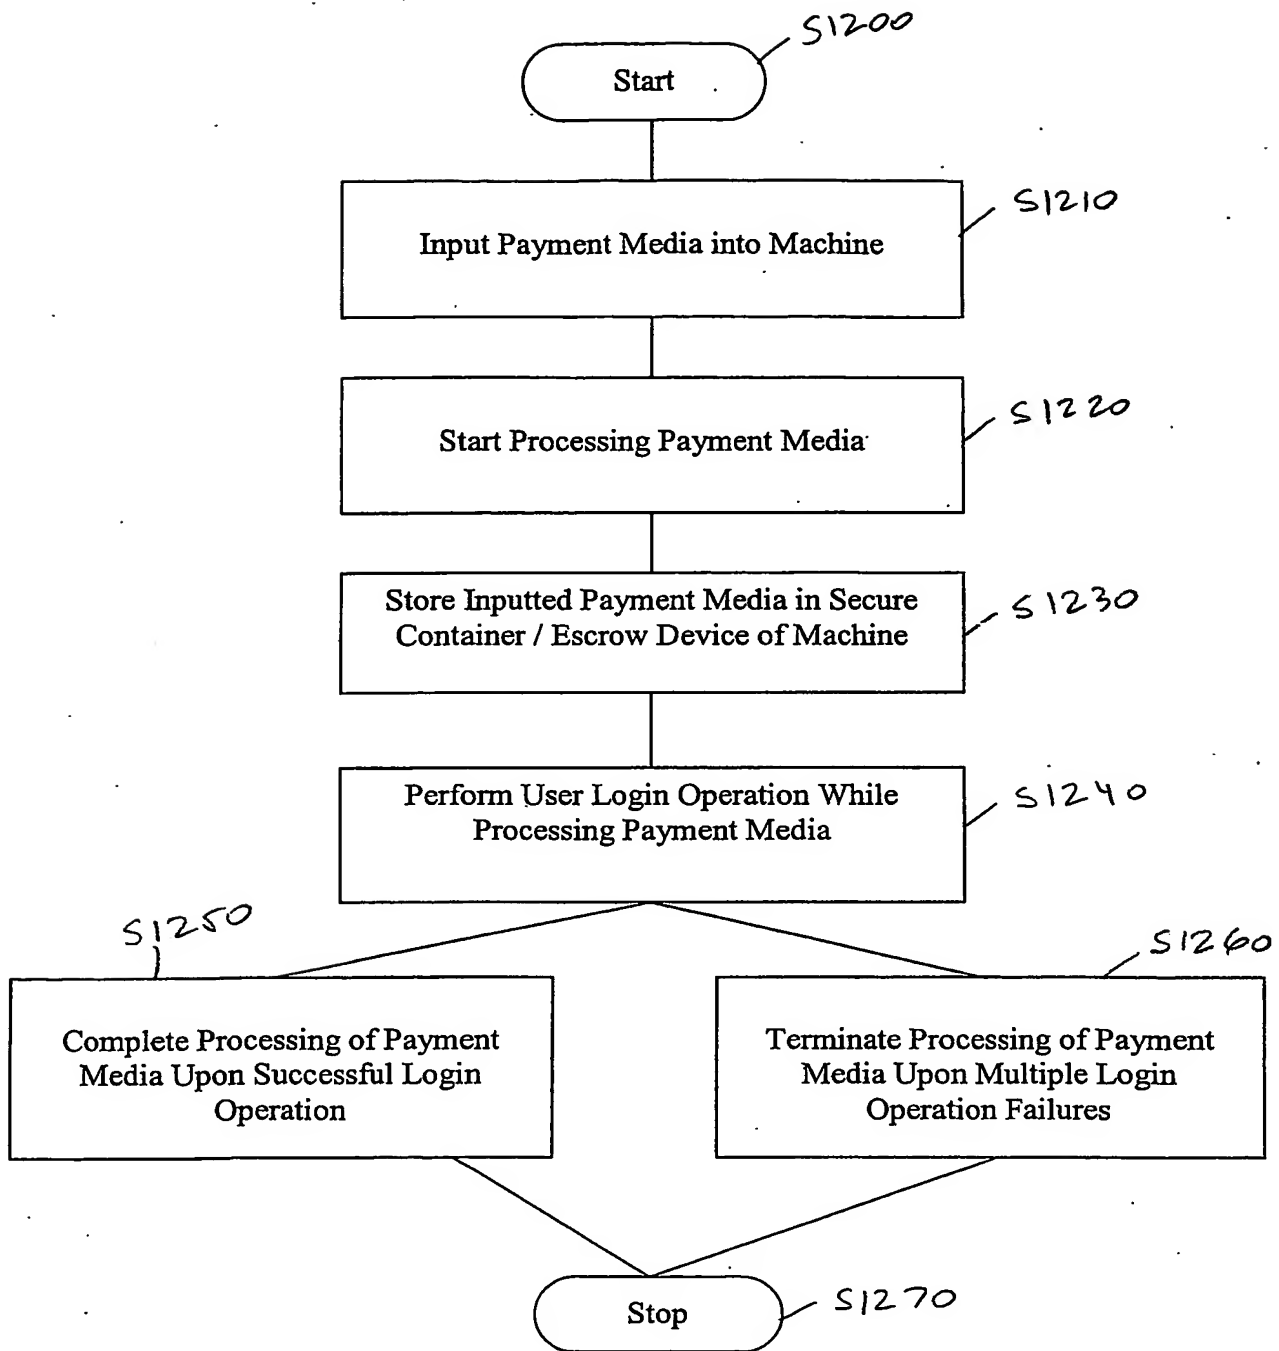 S1200
Start
S1210
Input Payment Media into Machine
S1220
Start Processing Payment Media
Store Inputted Payment Media in Secure
Container / Escrow Device of Machine
S1230
Perform User Login Operation While
Processing Payment Media
S1240
S1250
S1260
Complete Processing of Payment
Media Upon Successful Login
Operation
Terminate Processing of Payment
Media Upon Multiple Login
Operation Failures
Stop
S1270